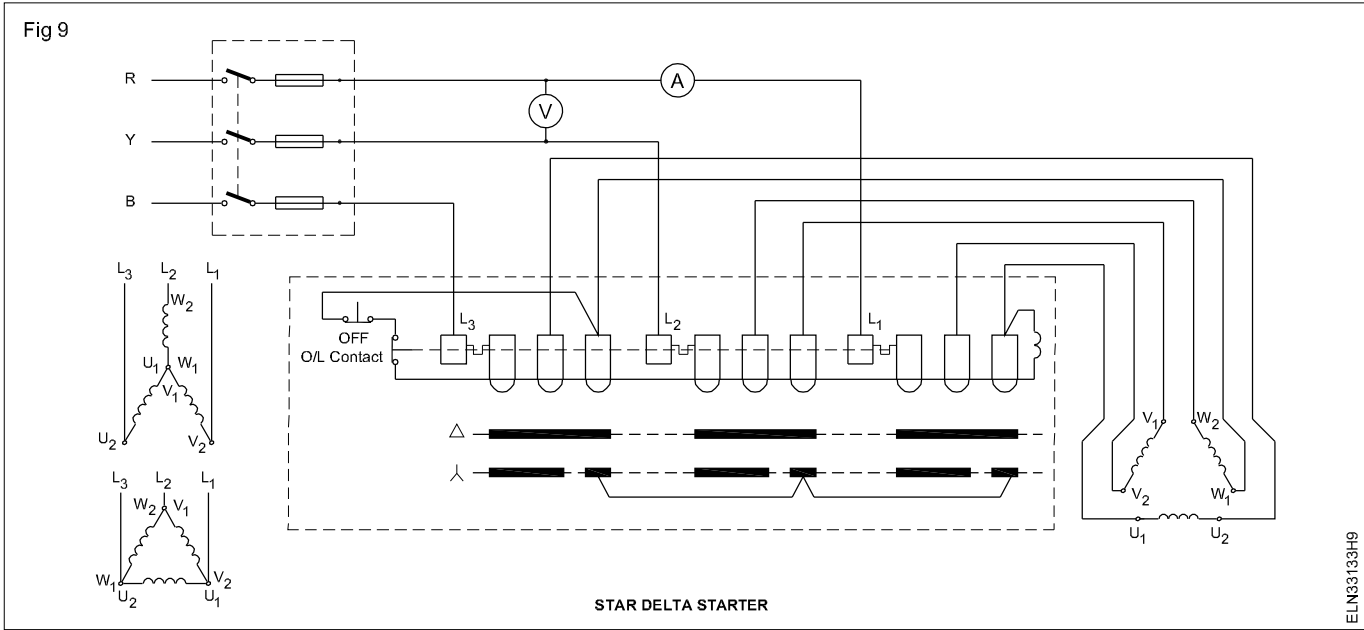 Fig 9
R
A
V
Y
B
L3 L2 L1
W2
U1 W1
V1
U2 V2
L3 L2 L1
W2 V1
W1 V2
U2 U1
L3 L2 L1
OFF
O/L Contact
V1 W2
V2 W1
U1 U2
STAR DELTA STARTER
ELN33133H9